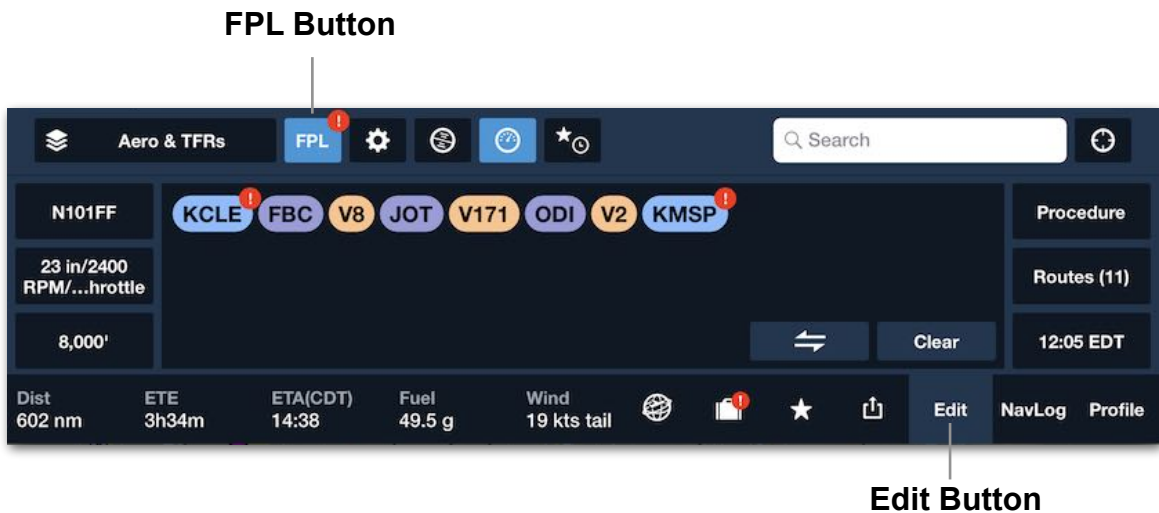 FPL Button
Aero & TFRs FPL ! Search
N101FF KCLE ! FBC V8 JOT V171 ODI V2 KMSP ! Procedure
23 in/2400
RPM/...hrottle
Routes (11)
8,000' Clear 12:05 EDT
Dist ETE ETA(CDT) Fuel Wind
602 nm 3h34m 14:38 49.5 g 19 kts tail ! Edit NavLog Profile
Edit Button